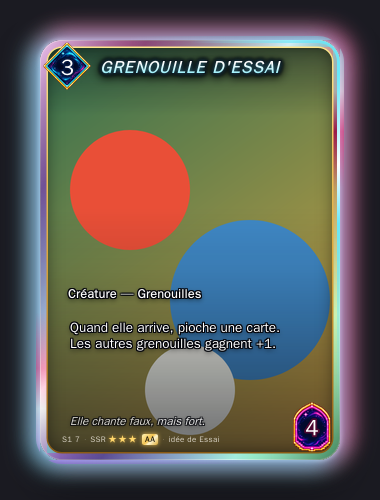 3
GRENOUILLE D'ESSAI
Créature — Grenouilles
Quand elle arrive, pioche une carte.
Les autres grenouilles gagnent +1.
Elle chante faux, mais fort.
S1 7 · SSR ★★★ AA idée de Essai
4